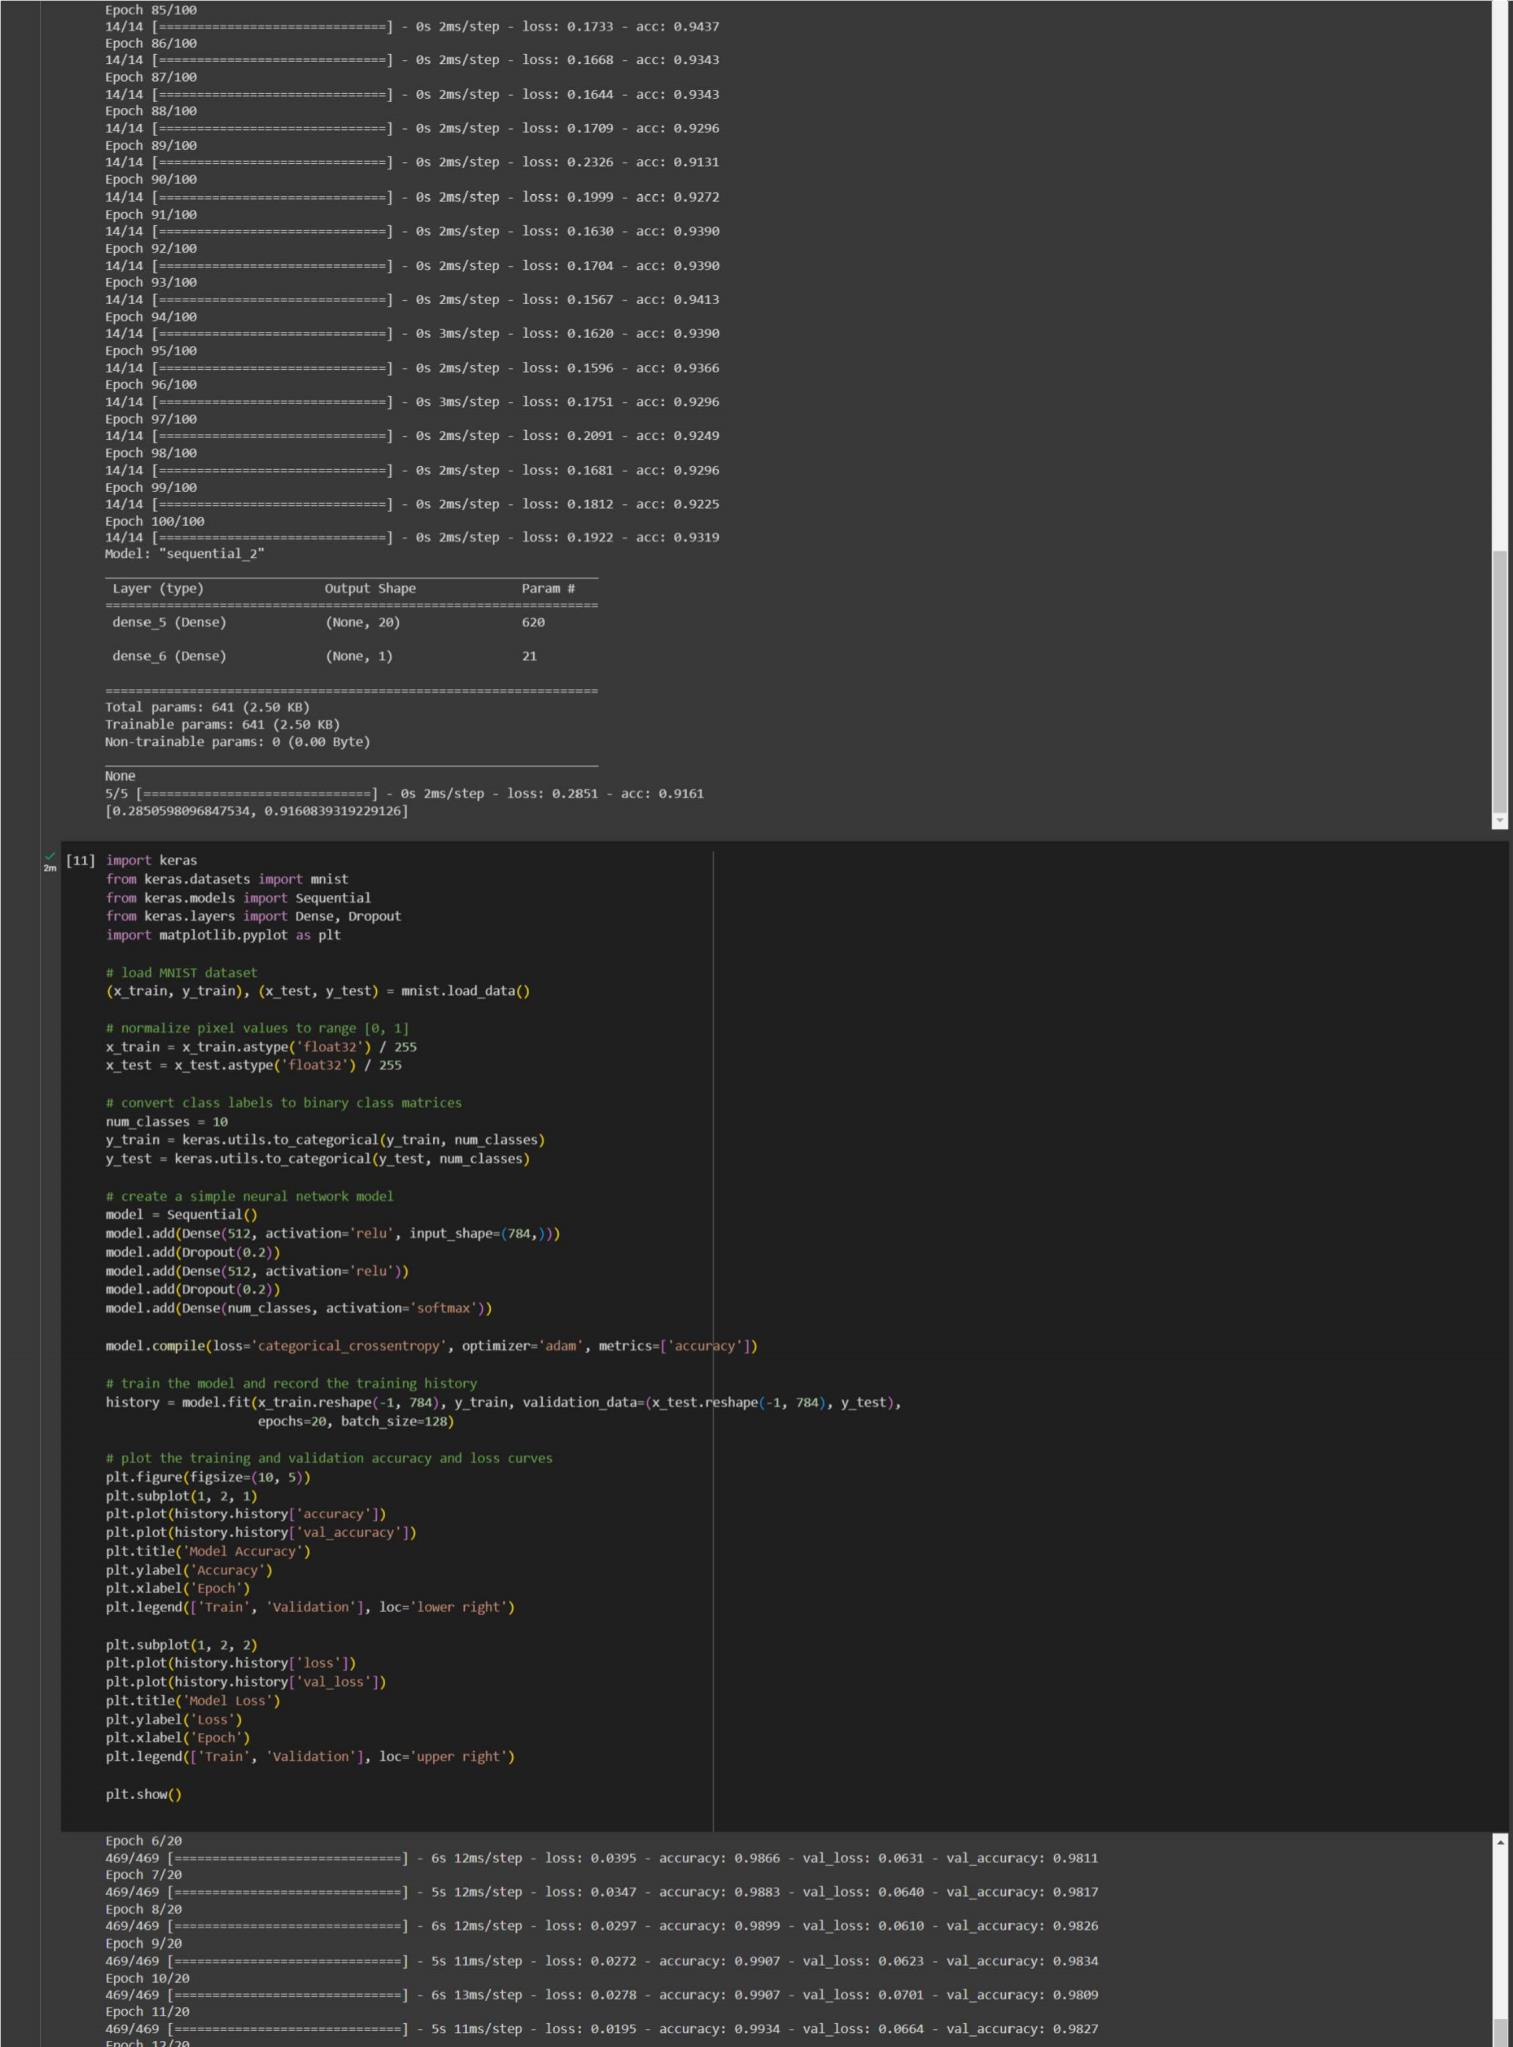 Epoch 85/100
14/14 [==============================] - 0s 2ms/step - loss: 0.1733 - acc: 0.9437
Epoch 86/100
14/14 [==============================] - 0s 2ms/step - loss: 0.1668 - acc: 0.9343
Epoch 87/100
14/14 [==============================] - 0s 2ms/step - loss: 0.1644 - acc: 0.9343
Epoch 88/100
14/14 [==============================] - 0s 2ms/step - loss: 0.1709 - acc: 0.9296
Epoch 89/100
14/14 [==============================] - 0s 2ms/step - loss: 0.2326 - acc: 0.9131
Epoch 90/100
14/14 [==============================] - 0s 2ms/step - loss: 0.1999 - acc: 0.9272
Epoch 91/100
14/14 [==============================] - 0s 2ms/step - loss: 0.1630 - acc: 0.9390
Epoch 92/100
14/14 [==============================] - 0s 2ms/step - loss: 0.1704 - acc: 0.9390
Epoch 93/100
14/14 [==============================] - 0s 2ms/step - loss: 0.1567 - acc: 0.9413
Epoch 94/100
14/14 [==============================] - 0s 3ms/step - loss: 0.1620 - acc: 0.9390
Epoch 95/100
14/14 [==============================] - 0s 2ms/step - loss: 0.1596 - acc: 0.9366
Epoch 96/100
14/14 [==============================] - 0s 3ms/step - loss: 0.1751 - acc: 0.9296
Epoch 97/100
14/14 [==============================] - 0s 2ms/step - loss: 0.2091 - acc: 0.9249
Epoch 98/100
14/14 [==============================] - 0s 2ms/step - loss: 0.1681 - acc: 0.9296
Epoch 99/100
14/14 [==============================] - 0s 2ms/step - loss: 0.1812 - acc: 0.9225
Epoch 100/100
14/14 [==============================] - 0s 2ms/step - loss: 0.1922 - acc: 0.9319
Model: "sequential_2"
Layer (type) Output Shape Param #
=================================================================
dense_5 (Dense) (None, 20) 620
dense_6 (Dense) (None, 1) 21
=================================================================
Total params: 641 (2.50 KB)
Trainable params: 641 (2.50 KB)
Non-trainable params: 0 (0.00 Byte)
None
5/5 [==============================] - 0s 2ms/step - loss: 0.2851 - acc: 0.9161
[0.2850598096847534, 0.9160839319229126]
2m [11] import keras
from keras.datasets import mnist
from keras.models import Sequential
from keras.layers import Dense, Dropout
import matplotlib.pyplot as plt
# load MNIST dataset
(x_train, y_train), (x_test, y_test) = mnist.load_data()
# normalize pixel values to range [0, 1]
x_train = x_train.astype('float32') / 255
x_test = x_test.astype('float32') / 255
# convert class labels to binary class matrices
num_classes = 10
y_train = keras.utils.to_categorical(y_train, num_classes)
y_test = keras.utils.to_categorical(y_test, num_classes)
# create a simple neural network model
model = Sequential()
model.add(Dense(512, activation='relu', input_shape=(784,)))
model.add(Dropout(0.2))
model.add(Dense(512, activation='relu'))
model.add(Dropout(0.2))
model.add(Dense(num_classes, activation='softmax'))
model.compile(loss='categorical_crossentropy', optimizer='adam', metrics=['accuracy'])
# train the model and record the training history
history = model.fit(x_train.reshape(-1, 784), y_train, validation_data=(x_test.reshape(-1, 784), y_test),
epochs=20, batch_size=128)
# plot the training and validation accuracy and loss curves
plt.figure(figsize=(10, 5))
plt.subplot(1, 2, 1)
plt.plot(history.history['accuracy'])
plt.plot(history.history['val_accuracy'])
plt.title('Model Accuracy')
plt.ylabel('Accuracy')
plt.xlabel('Epoch')
plt.legend(['Train', 'Validation'], loc='lower right')
plt.subplot(1, 2, 2)
plt.plot(history.history['loss'])
plt.plot(history.history['val_loss'])
plt.title('Model Loss')
plt.ylabel('Loss')
plt.xlabel('Epoch')
plt.legend(['Train', 'Validation'], loc='upper right')
plt.show()
Epoch 6/20
469/469 [==============================] - 6s 12ms/step - loss: 0.0395 - accuracy: 0.9866 - val_loss: 0.0631 - val_accuracy: 0.9811
Epoch 7/20
469/469 [==============================] - 5s 12ms/step - loss: 0.0347 - accuracy: 0.9883 - val_loss: 0.0640 - val_accuracy: 0.9817
Epoch 8/20
469/469 [==============================] - 6s 12ms/step - loss: 0.0297 - accuracy: 0.9899 - val_loss: 0.0610 - val_accuracy: 0.9826
Epoch 9/20
469/469 [==============================] - 5s 11ms/step - loss: 0.0272 - accuracy: 0.9907 - val_loss: 0.0623 - val_accuracy: 0.9834
Epoch 10/20
469/469 [==============================] - 6s 13ms/step - loss: 0.0278 - accuracy: 0.9907 - val_loss: 0.0701 - val_accuracy: 0.9809
Epoch 11/20
469/469 [==============================] - 5s 11ms/step - loss: 0.0195 - accuracy: 0.9934 - val_loss: 0.0664 - val_accuracy: 0.9827
Epoch 12/20